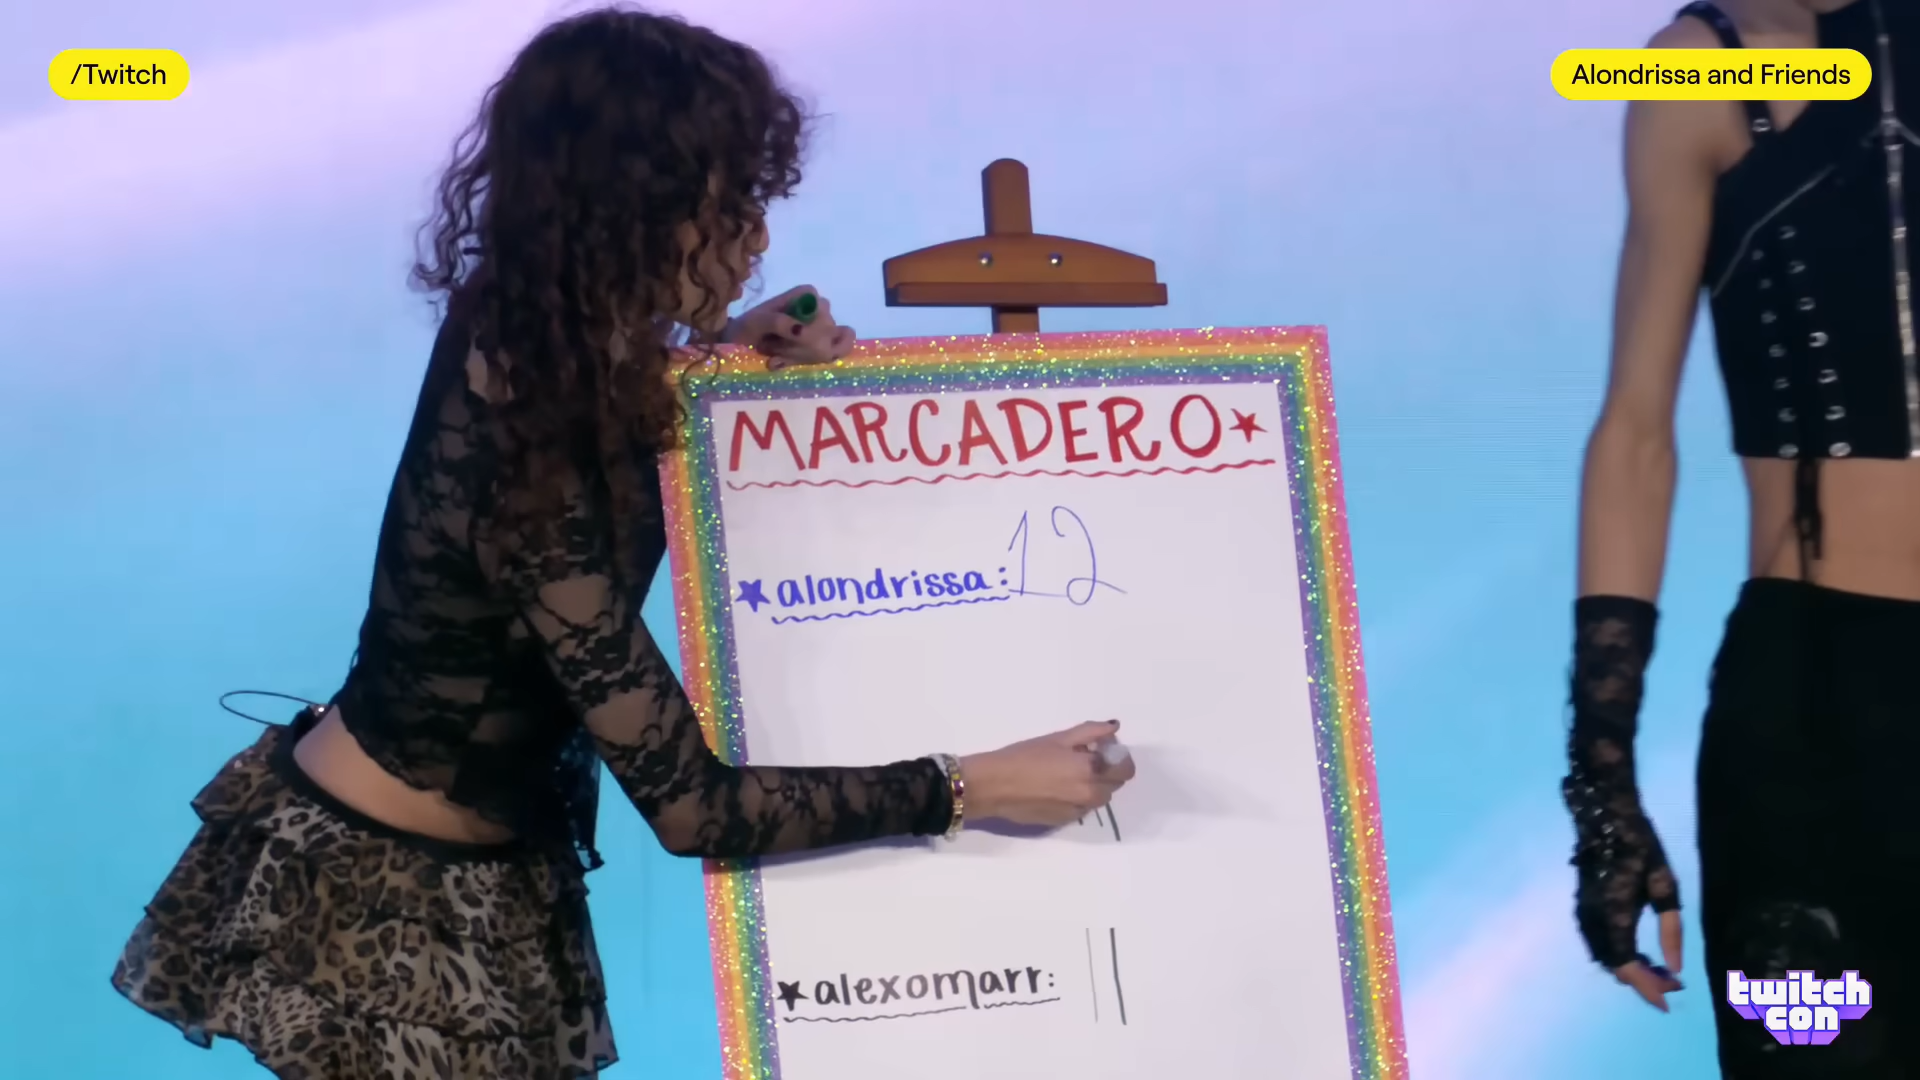 /Twitch
Alondrissa and Friends
MARCADERO
alondrissa: 12
alexomarr: 11
twitch
con